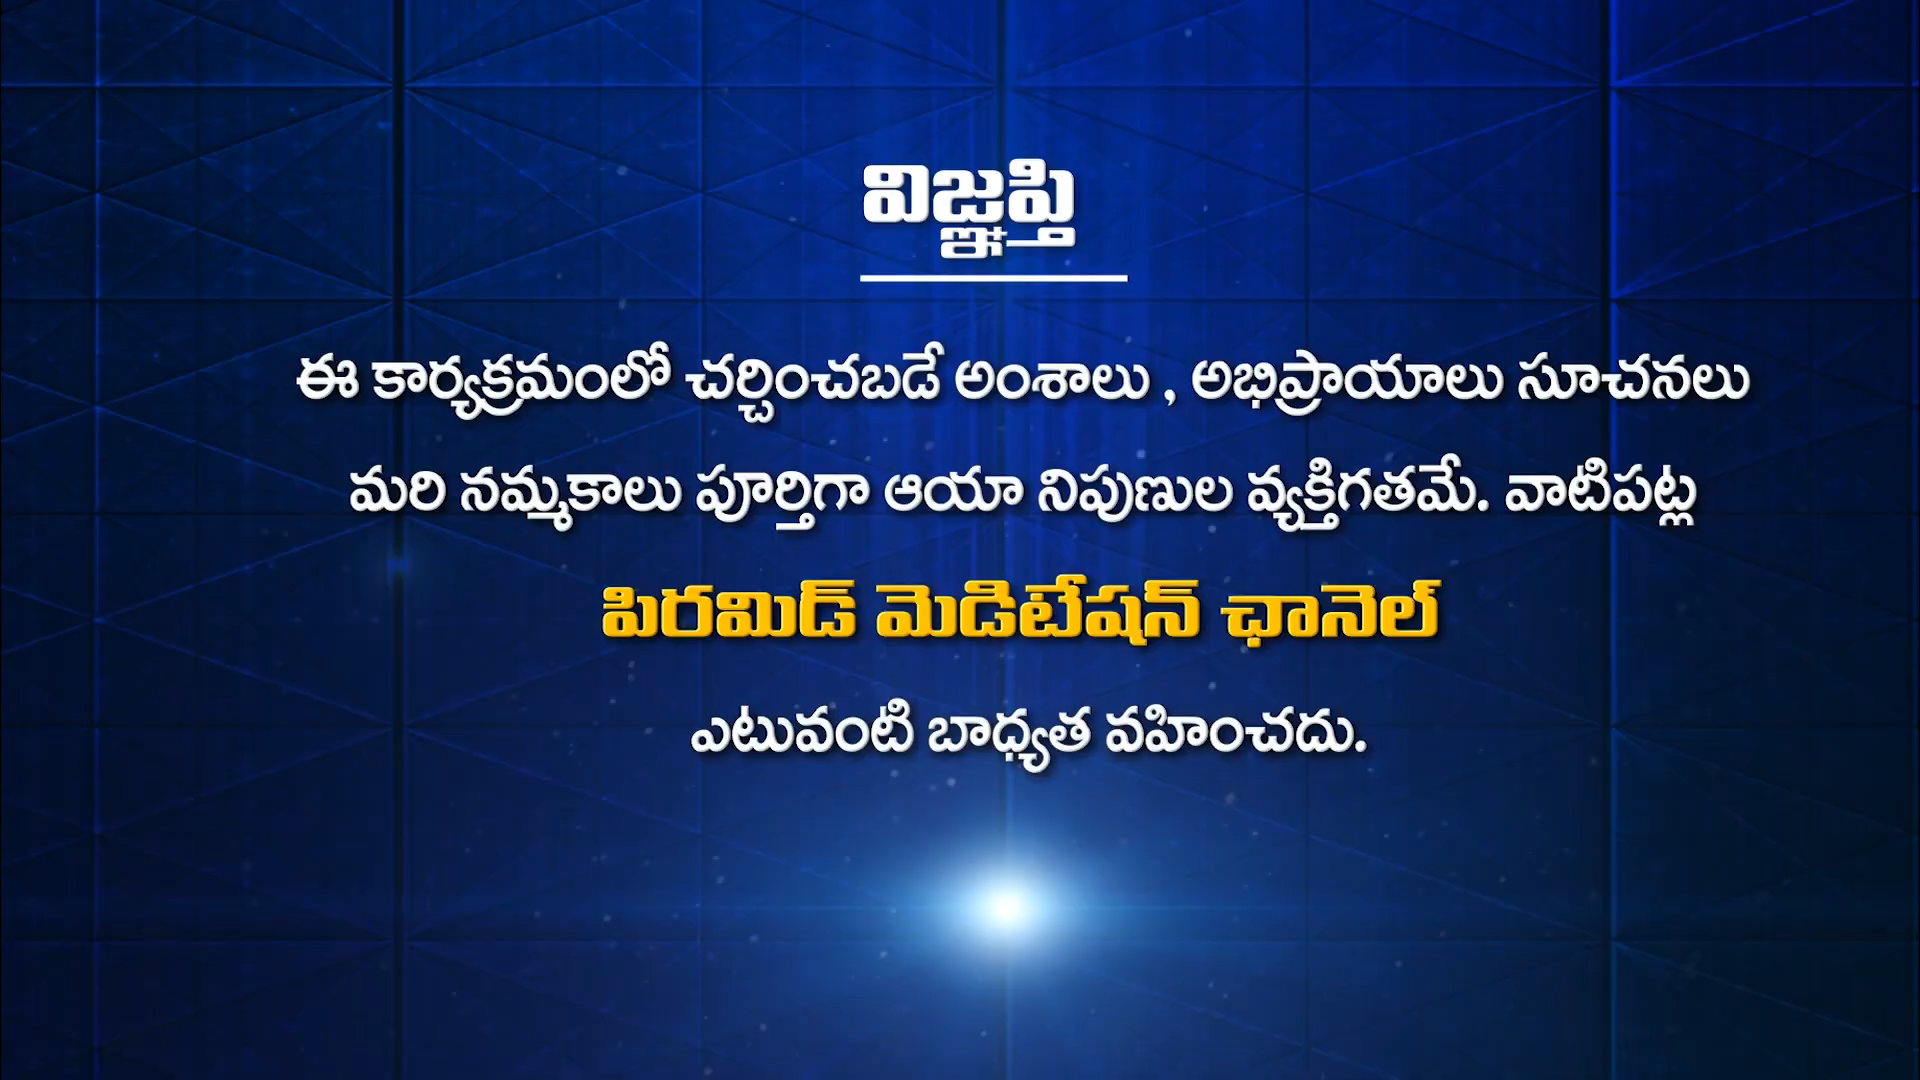 విజ్ఞప్తి
ఈ కార్యక్రమంలో చర్చించబడే అంశాలు , అభిప్రాయాలు సూచనలు
మరి నమ్మకాలు పూర్తిగా ఆయా నిపుణుల వ్యక్తిగతమే. వాటిపట్ల
పిరమిడ్ మెడిటేషన్ ఛానెల్
ఎటువంటి బాధ్యత వహించదు.